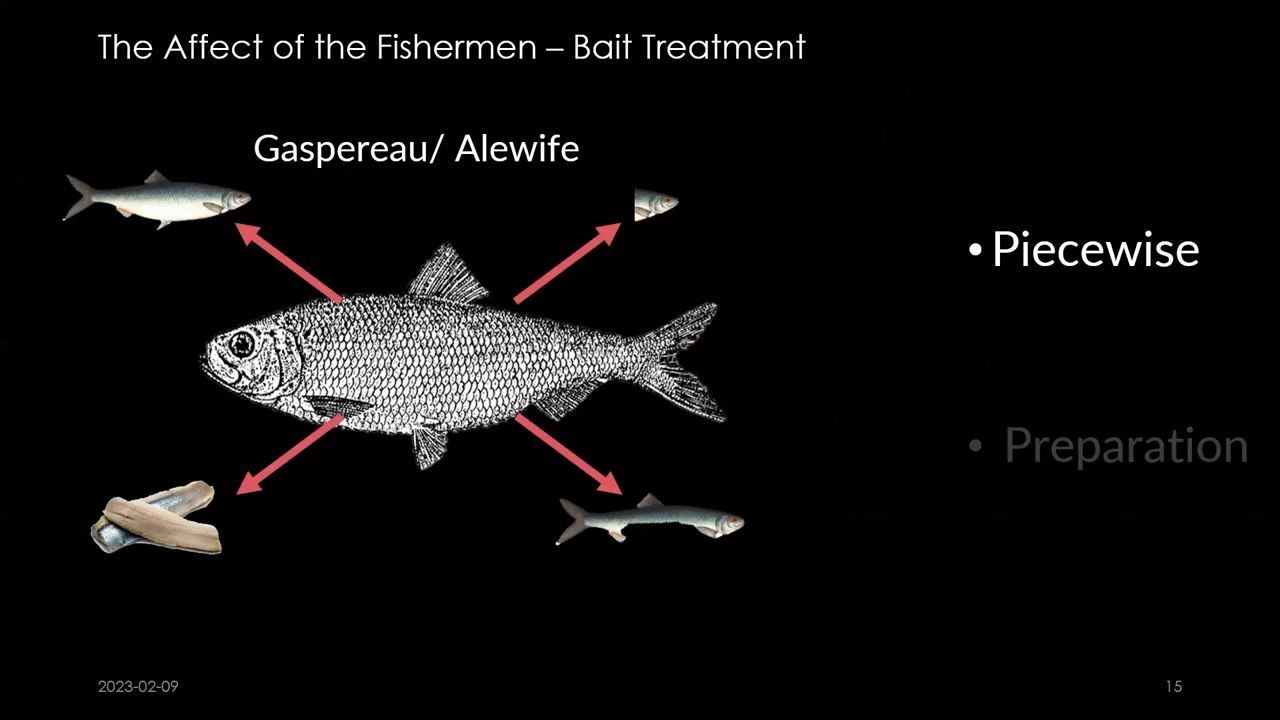 The Affect of the Fishermen – Bait Treatment
Gaspereau/ Alewife
• Piecewise
• Preparation
2023-02-09
15